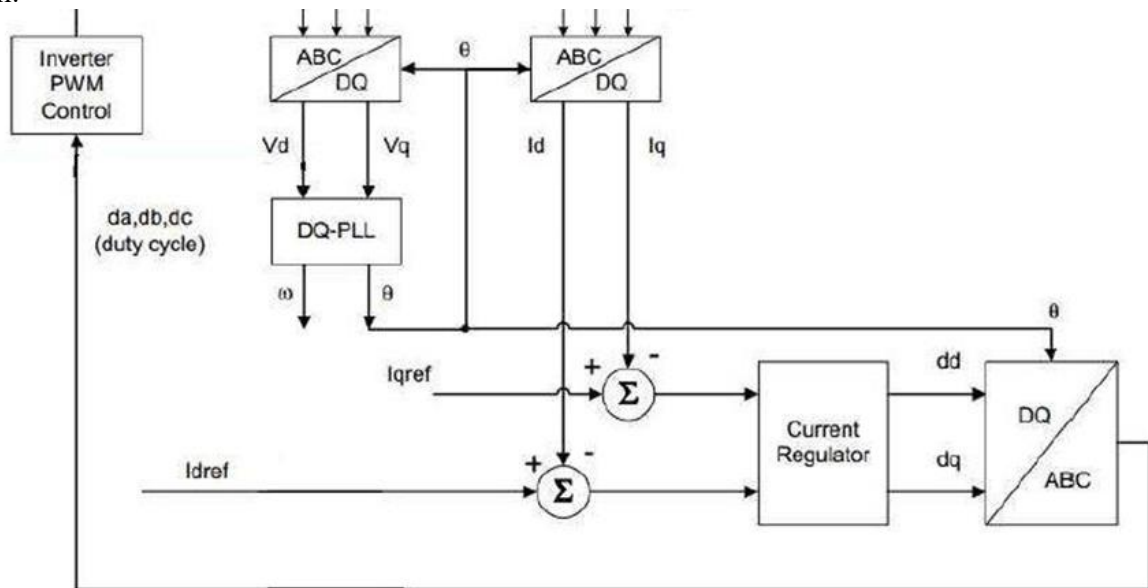 Inverter
PWM
Control
ABC
DQ
θ
ABC
DQ
Vd
Vq
Id
Iq
da,db,dc
(duty cycle)
DQ-PLL
ω
θ
θ
Iqref
+
-
Σ
dd
Current
Regulator
DQ
ABC
Idref
+
-
Σ
dq